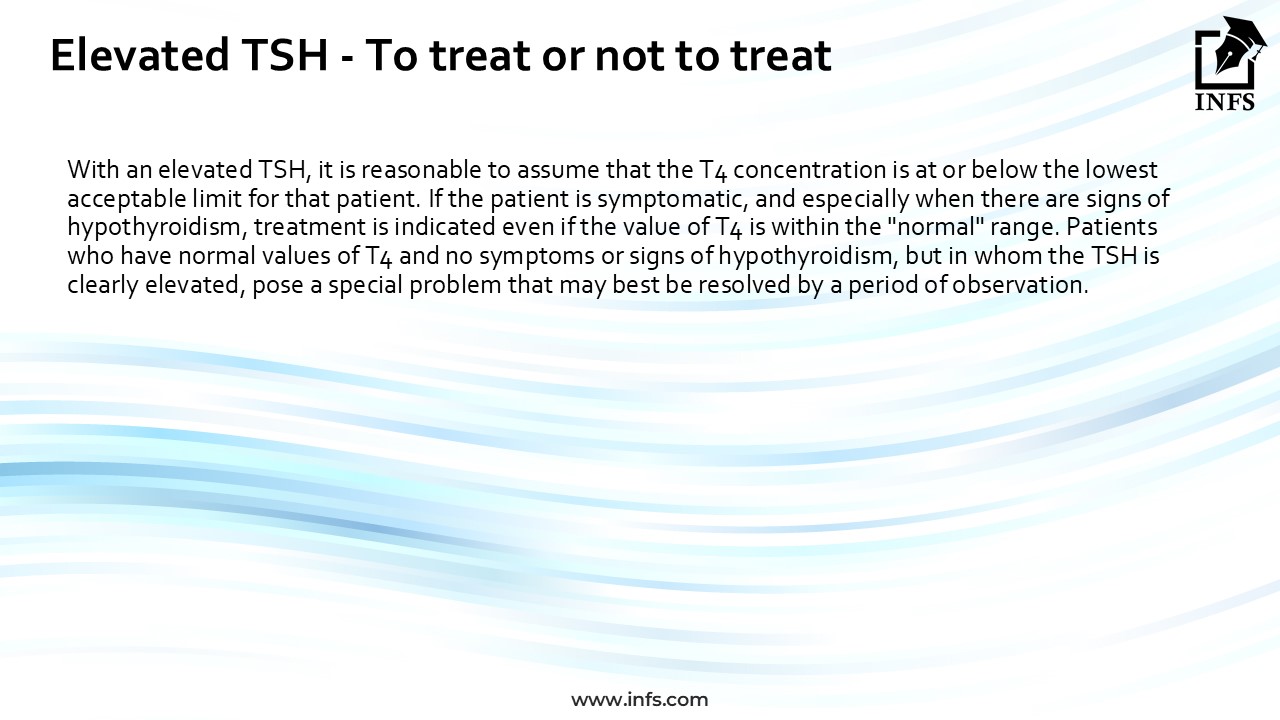 Elevated TSH - To treat or not to treat
INFS
With an elevated TSH, it is reasonable to assume that the T4 concentration is at or below the lowest
acceptable limit for that patient. If the patient is symptomatic, and especially when there are signs of
hypothyroidism, treatment is indicated even if the value of T4 is within the "normal" range. Patients
who have normal values of T4 and no symptoms or signs of hypothyroidism, but in whom the TSH is
clearly elevated, pose a special problem that may best be resolved by a period of observation.
www.infs.com